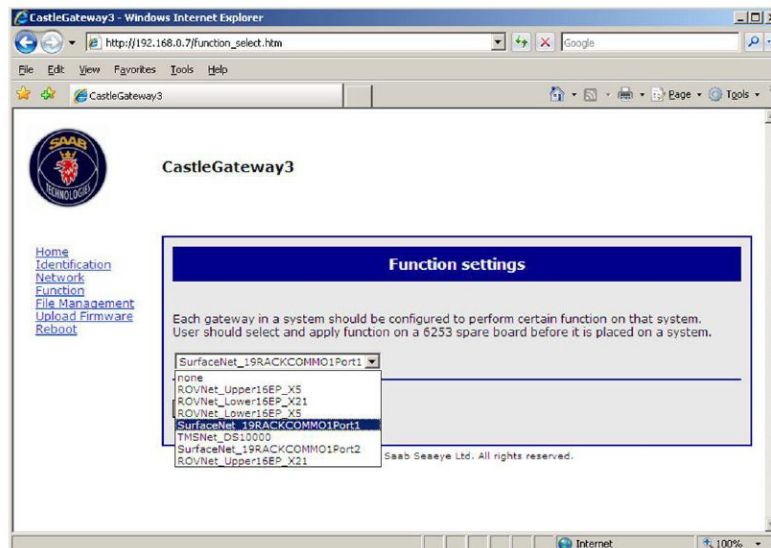 CastleGateway3 - Windows Internet Explorer
http://192.168.0.7/function_select.htm
Google
File Edit View Favorites Tools Help
CastleGateway3
Page Tools
SAAB
TECHNOLOGIES
CastleGateway3
Home
Identification
Network
Function
File Management
Upload Firmware
Reboot
Function settings
Each gateway in a system should be configured to perform certain function on that system.
User should select and apply function on a 6253 spare board before it is placed on a system.
SurfaceNet_19RACKCOMMO1Port1
none
ROVNet_Upper16EP_X5
ROVNet_Lower16EP_X21
ROVNet_Lower16EP_X5
SurfaceNet_19RACKCOMMO1Port1
TMSNet_DS10000
SurfaceNet_19RACKCOMMO1Port2
ROVNet_Upper16EP_X21
Saab Seaeye Ltd. All rights reserved.
Internet
100%